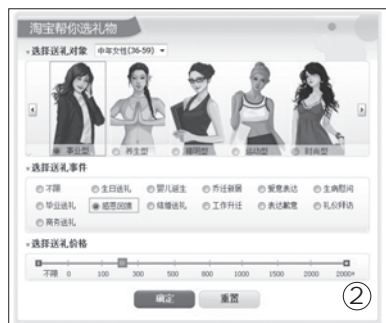 淘宝帮你选礼物
选择送礼对象 中年女性(36-59)
事业型 养生型 精明型 运动型 时尚型
选择送礼事件
不限 生日送礼 婴儿诞生 乔迁新居 爱意表达 生病慰问
毕业送礼 感恩回馈 结婚送礼 工作升迁 表达歉意 礼仪拜访
商务送礼
选择送礼价格
不限 0 100 300 500 800 1000 1500 2000 2000+
确定 重置
②